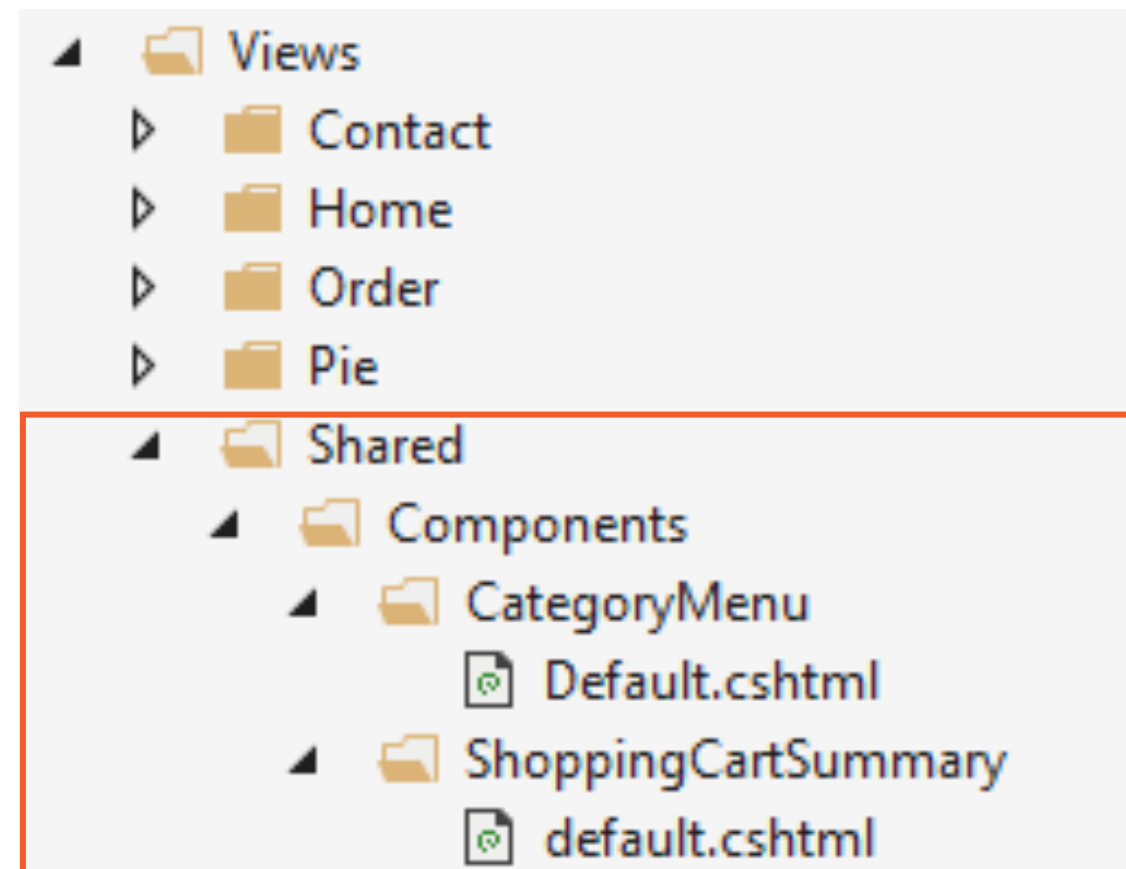 Views
Contact
Home
Order
Pie
Shared
Components
CategoryMenu
Default.cshtml
ShoppingCartSummary
default.cshtml